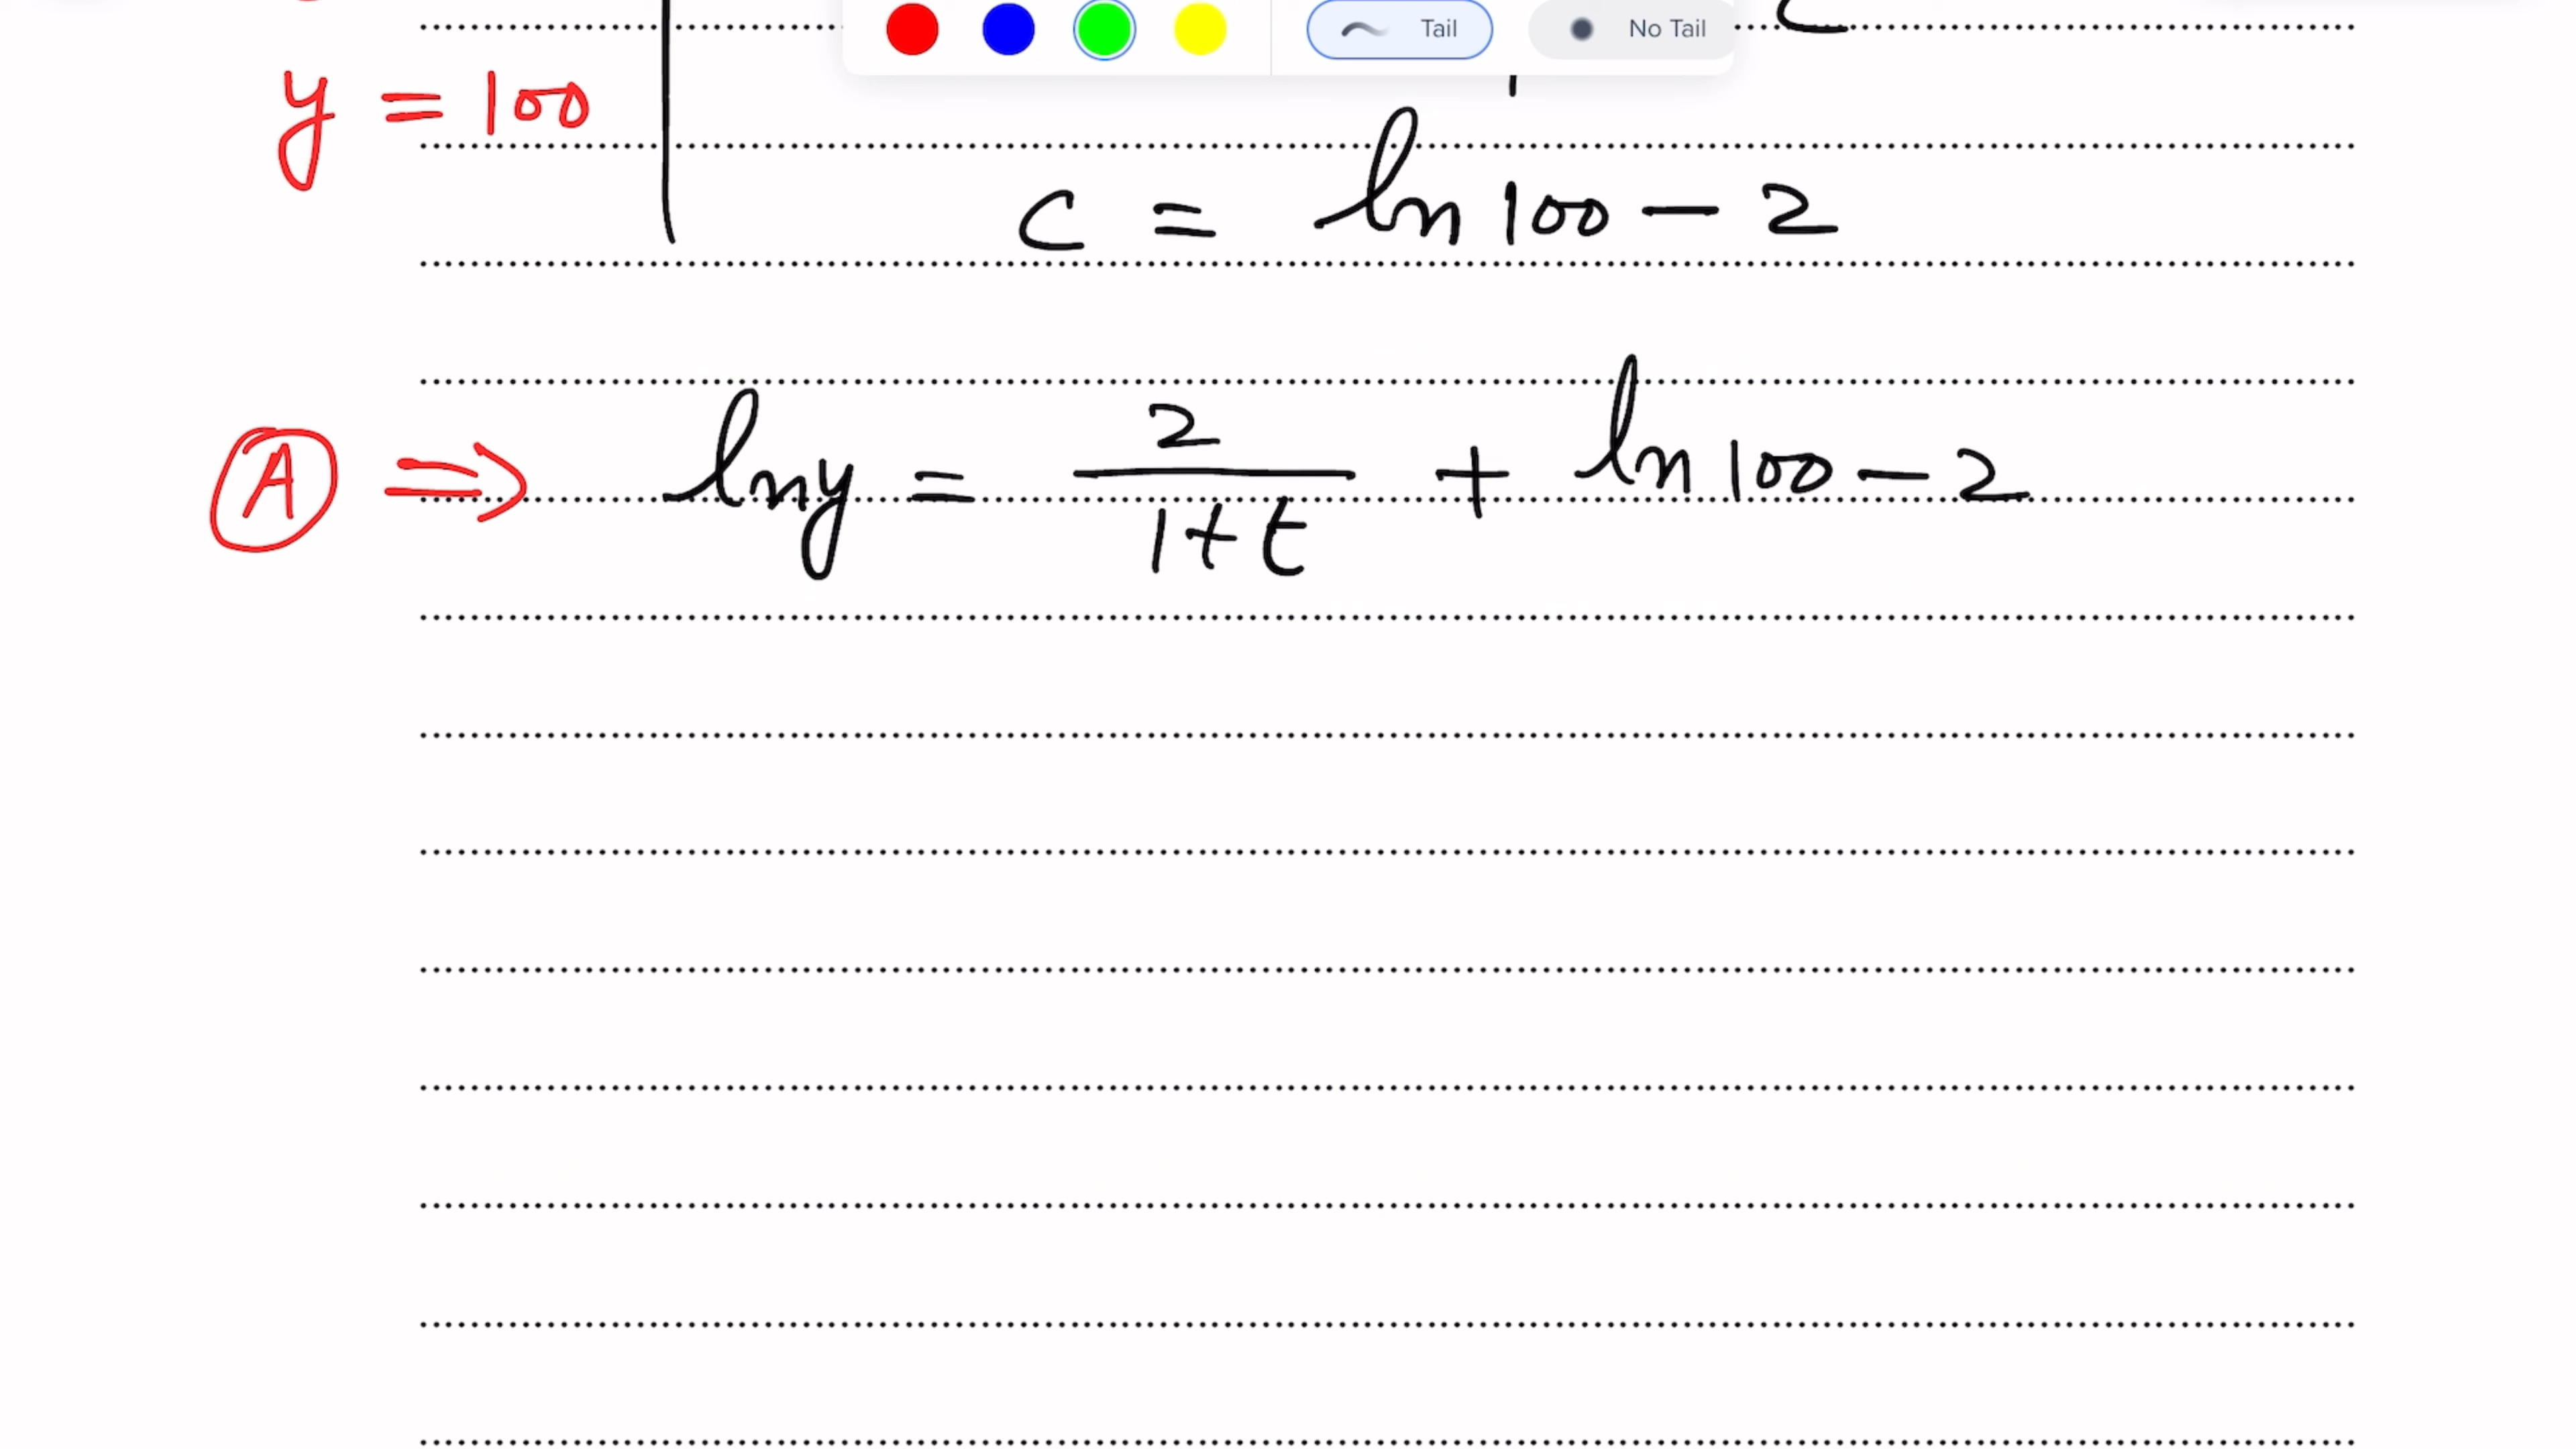 Tail No Tail
y = 100
c = ln 100 - 2
A ⇒ ln y = 2/(1+t) + ln 100 - 2